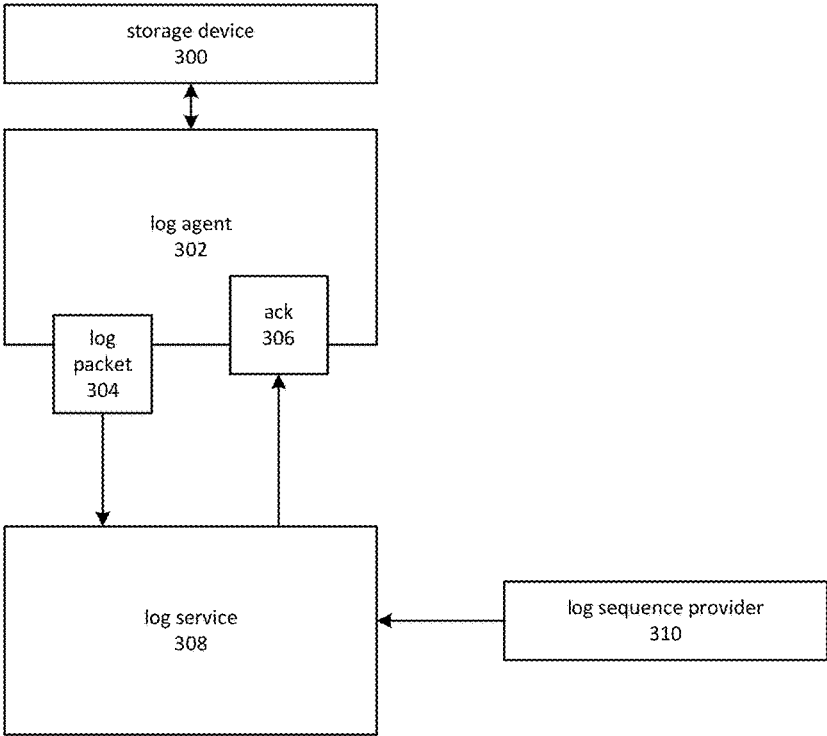 storage device
300
log agent
302
ack
306
log
packet
304
log service
308
log sequence provider
310